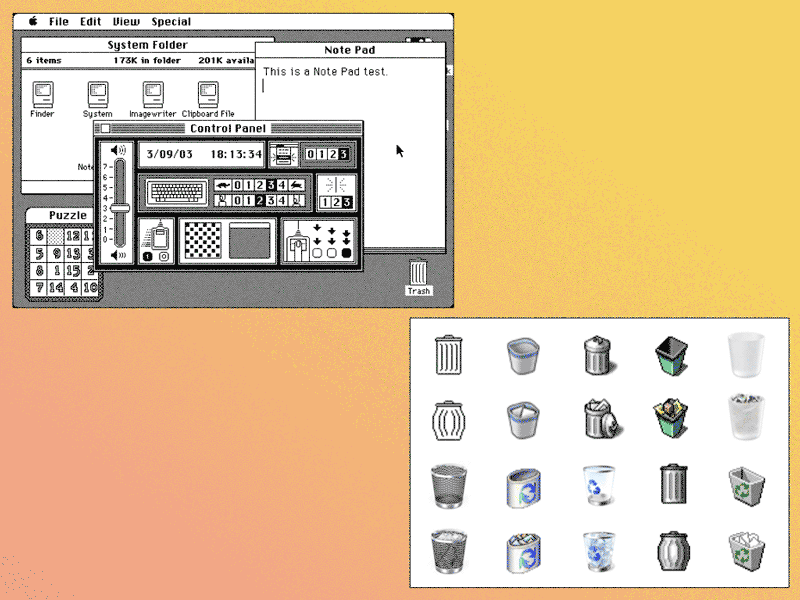 File Edit View Special
System Folder
6 items 173K in folder 201K availa
Finder System Imagewriter Clipboard File
Note Pad
This is a Note Pad test.
Control Panel
3/09/03 18:13:34
0 1 2 3
7
6
5
4
3
2
1
0
0 1 2 3 4
0 1 2 3 4
1 2 3
1 0
Note
Puzzle
6 12 1
5 9 13
8 1 15 2
7 14 4 10
Trash